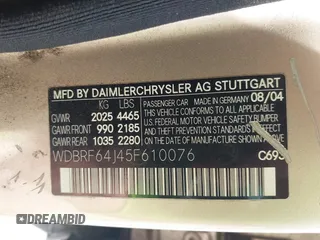 MFD BY DAIMLERCHRYSLER AG STUTTGART
KG LBS PASSENGER CAR MADE IN GERMANY 08/04
GVWR 2025 4465 THIS VEHICLE CONFORMS TO ALL APPLICABLE
GAWR FRONT 990 2185 U.S. FEDERAL MOTOR VEHICLE SAFETY BUMPER
GAWR REAR 1035 2280 AND THEFT PREVENTION STANDARDS IN EFFECT
ON THE DATE OF MANUFACTURE SHOWN ABOVE
WDBRF64J45F610076 C693
DREAMBID